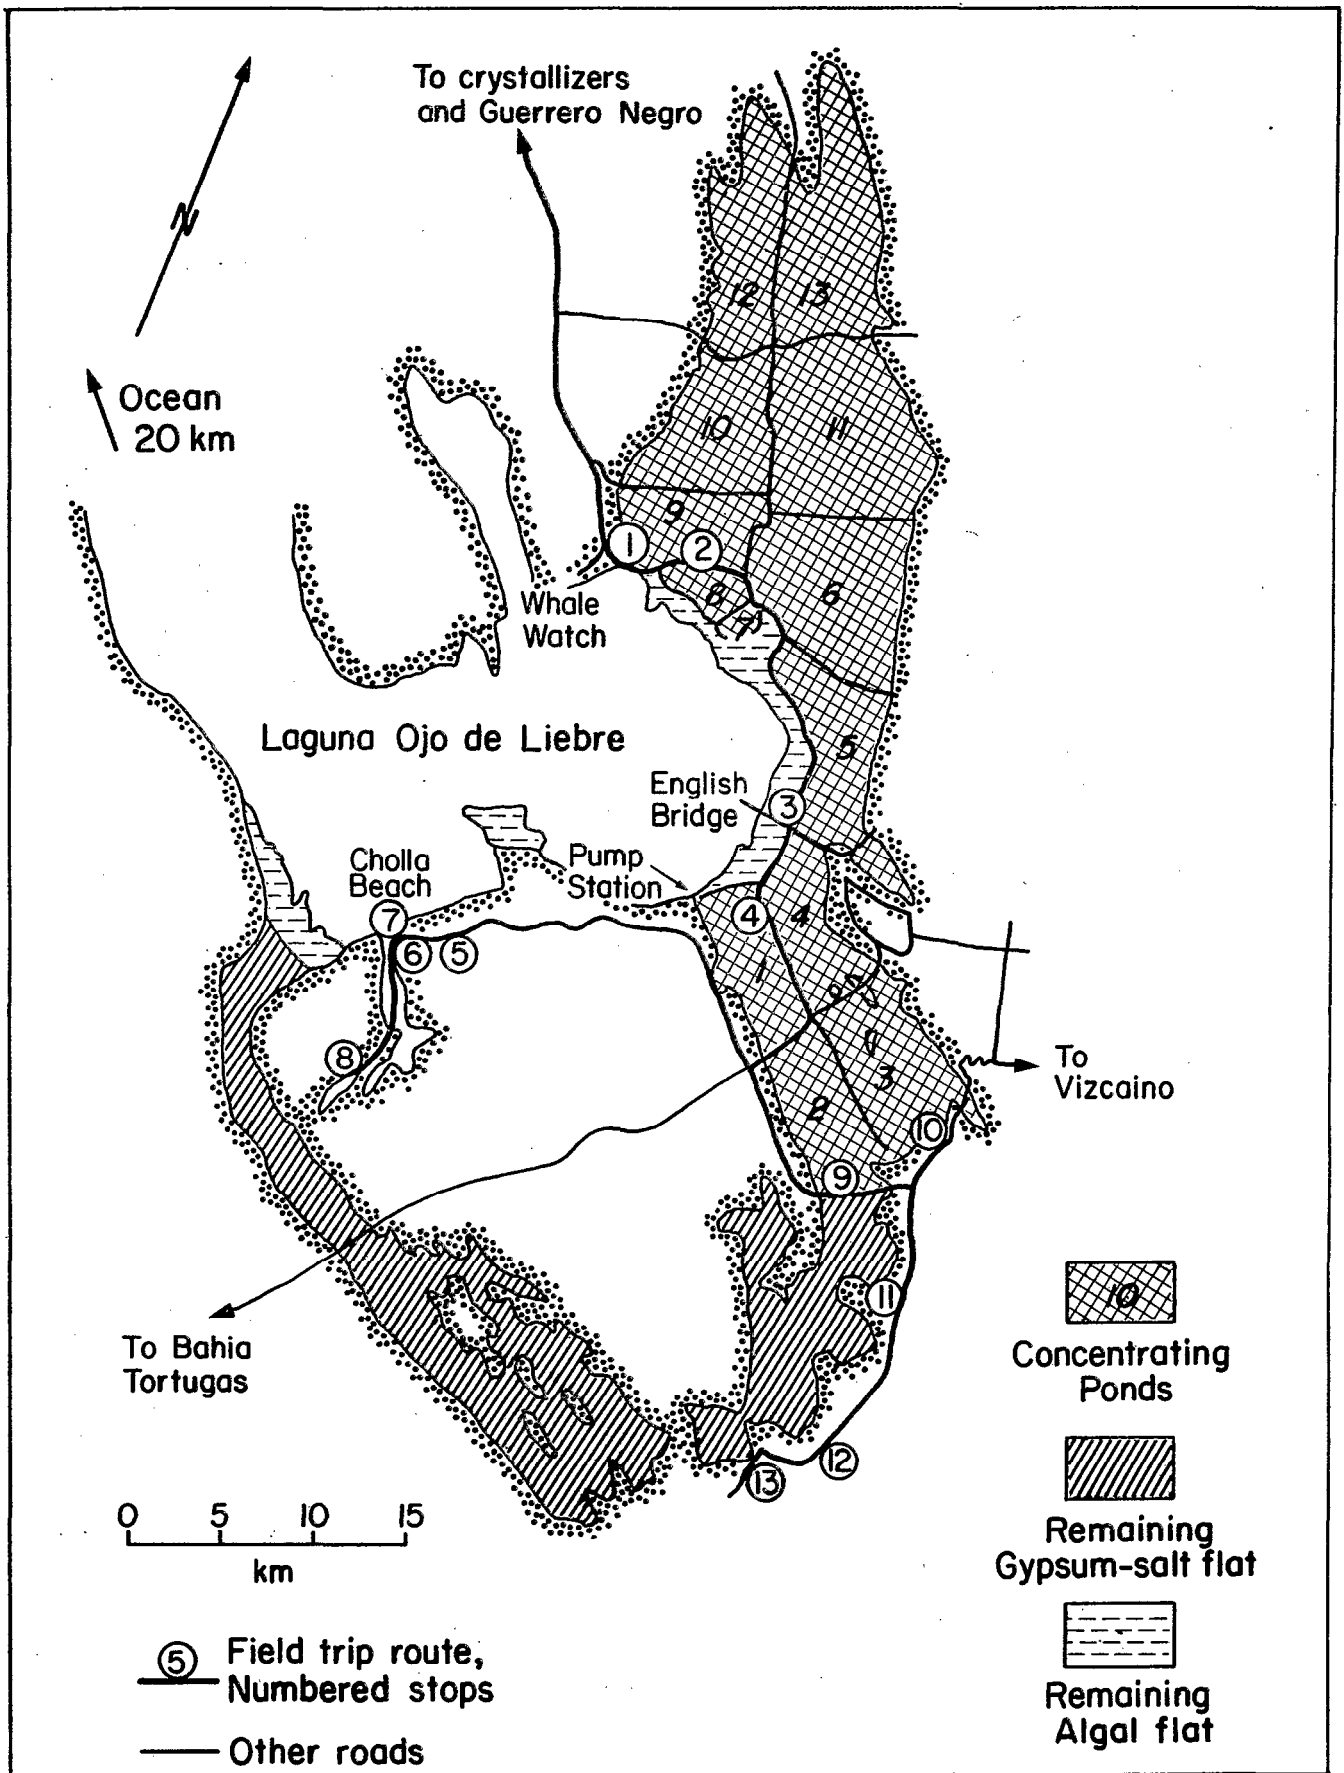 To crystallizers
and Guerrero Negro
N
Ocean
20 km
12
13
10
11
9
1
2
8
7
6
Whale
Watch
Laguna Ojo de Liebre
5
English
Bridge
3
Pump
Station
Cholla
Beach
7
4
4
6
5
1
8
3
To
Vizcaino
2
10
9
11
To Bahia
Tortugas
12
13
10
Concentrating
Ponds
Remaining
Gypsum-salt flat
Remaining
Algal flat
0 5 10 15
km
5
Field trip route,
Numbered stops
Other roads